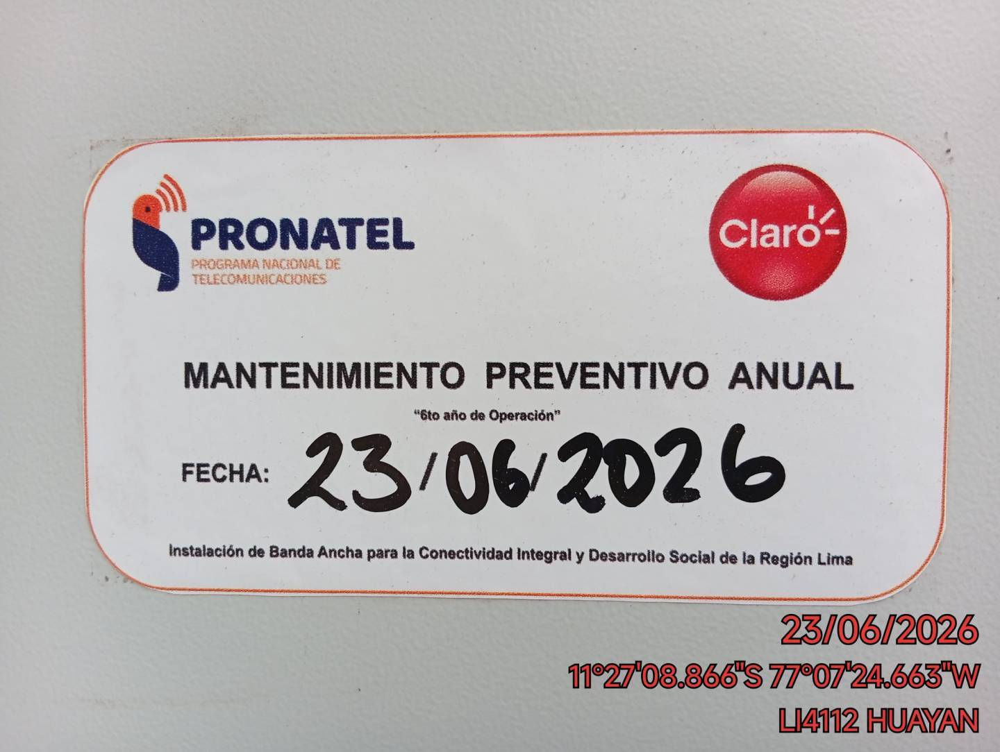 PRONATEL
PROGRAMA NACIONAL DE
TELECOMUNICACIONES
Claro
MANTENIMIENTO PREVENTIVO ANUAL
"6to año de Operación"
FECHA: 23/06/2026
Instalación de Banda Ancha para la Conectividad Integral y Desarrollo Social de la Región Lima
23/06/2026
11°27'08.866"S 77°07'24.663"W
LI4112 HUAYAN